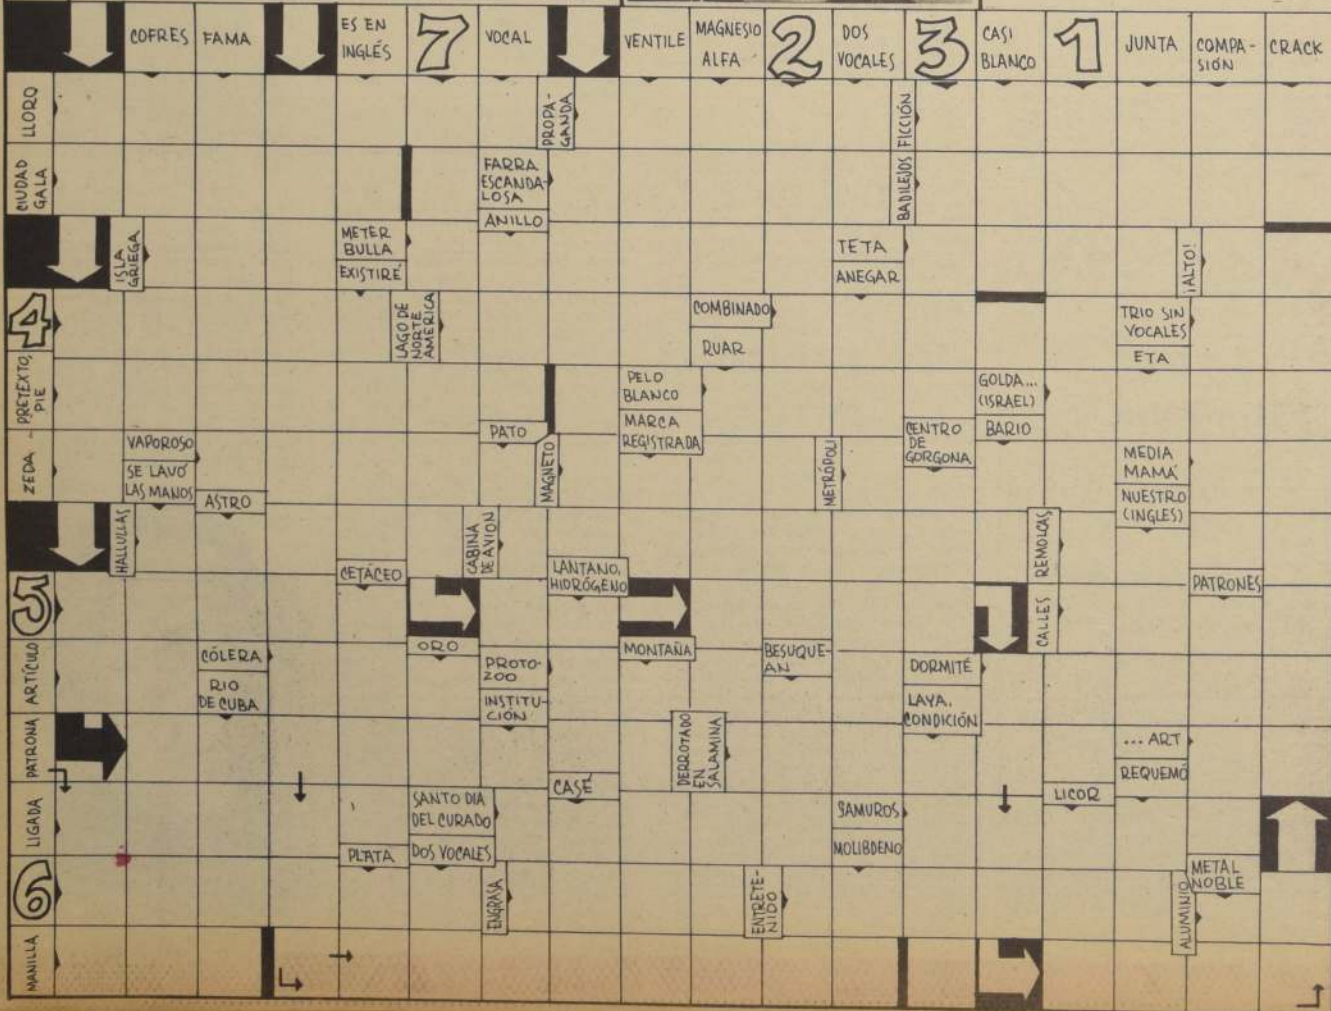 COFRES
FAMA
ES EN
INGLÉS
7
VOCAL
VENTILE
MAGNESIO
ALFA
2
DOS
VOCALES
3
CASI
BLANCO
1
JUNTA
COMPA-
SIÓN
CRACK
LLORO
PROPA-
GANDA
FICCIÓN
CIUDAD
GALA
FARRA
ESCANDA-
LOSA
ANILLO
BADILEJOS
ISLA
GRIEGA
METER
BULLA
EXISTIRÉ
TETA
ANEGAR
¡ALTO!
4
LAGO DE
NORTE
AMERICA
COMBINADO
RUAR
TRIO SIN
VOCALES
ETA
PRETEXTO,
PIE
PELO
BLANCO
MARCA
REGISTRADA
GOLDA...
(ISRAEL)
BARIO
PATO
CENTRO
DE
GORGONA
ZEDA
VAPOROSO
SE LAVÓ
LAS MANOS
ASTRO
MAGNETO
METRÓPOLI
MEDIA
MAMÁ
NUESTRO
(INGLES)
HALLULLAS
CABINA
DE AVION
REMOLCAS
CETÁCEO
LANTANO,
HIDRÓGENO
PATRONES
5
CALLES
ARTÍCULO
CÓLERA
RIO
DE CUBA
ORO
PROTO-
ZOO
INSTITU-
CIÓN
MONTAÑA
BESUQUE-
AN
DORMITÉ
LAYA,
CONDICIÓN
PATRONA
DERROTADO
EN
SALAMINA
... ART
REQUEMÓ
CASÉ
LICOR
LIGADA
SANTO DIA
DEL CURADO
DOS VOCALES
SAMUROS
MOLIBDENO
PLATA
6
ENGRASA
ENTRETE-
NIDO
METAL
NOBLE
ALUMINIO
MANILLA